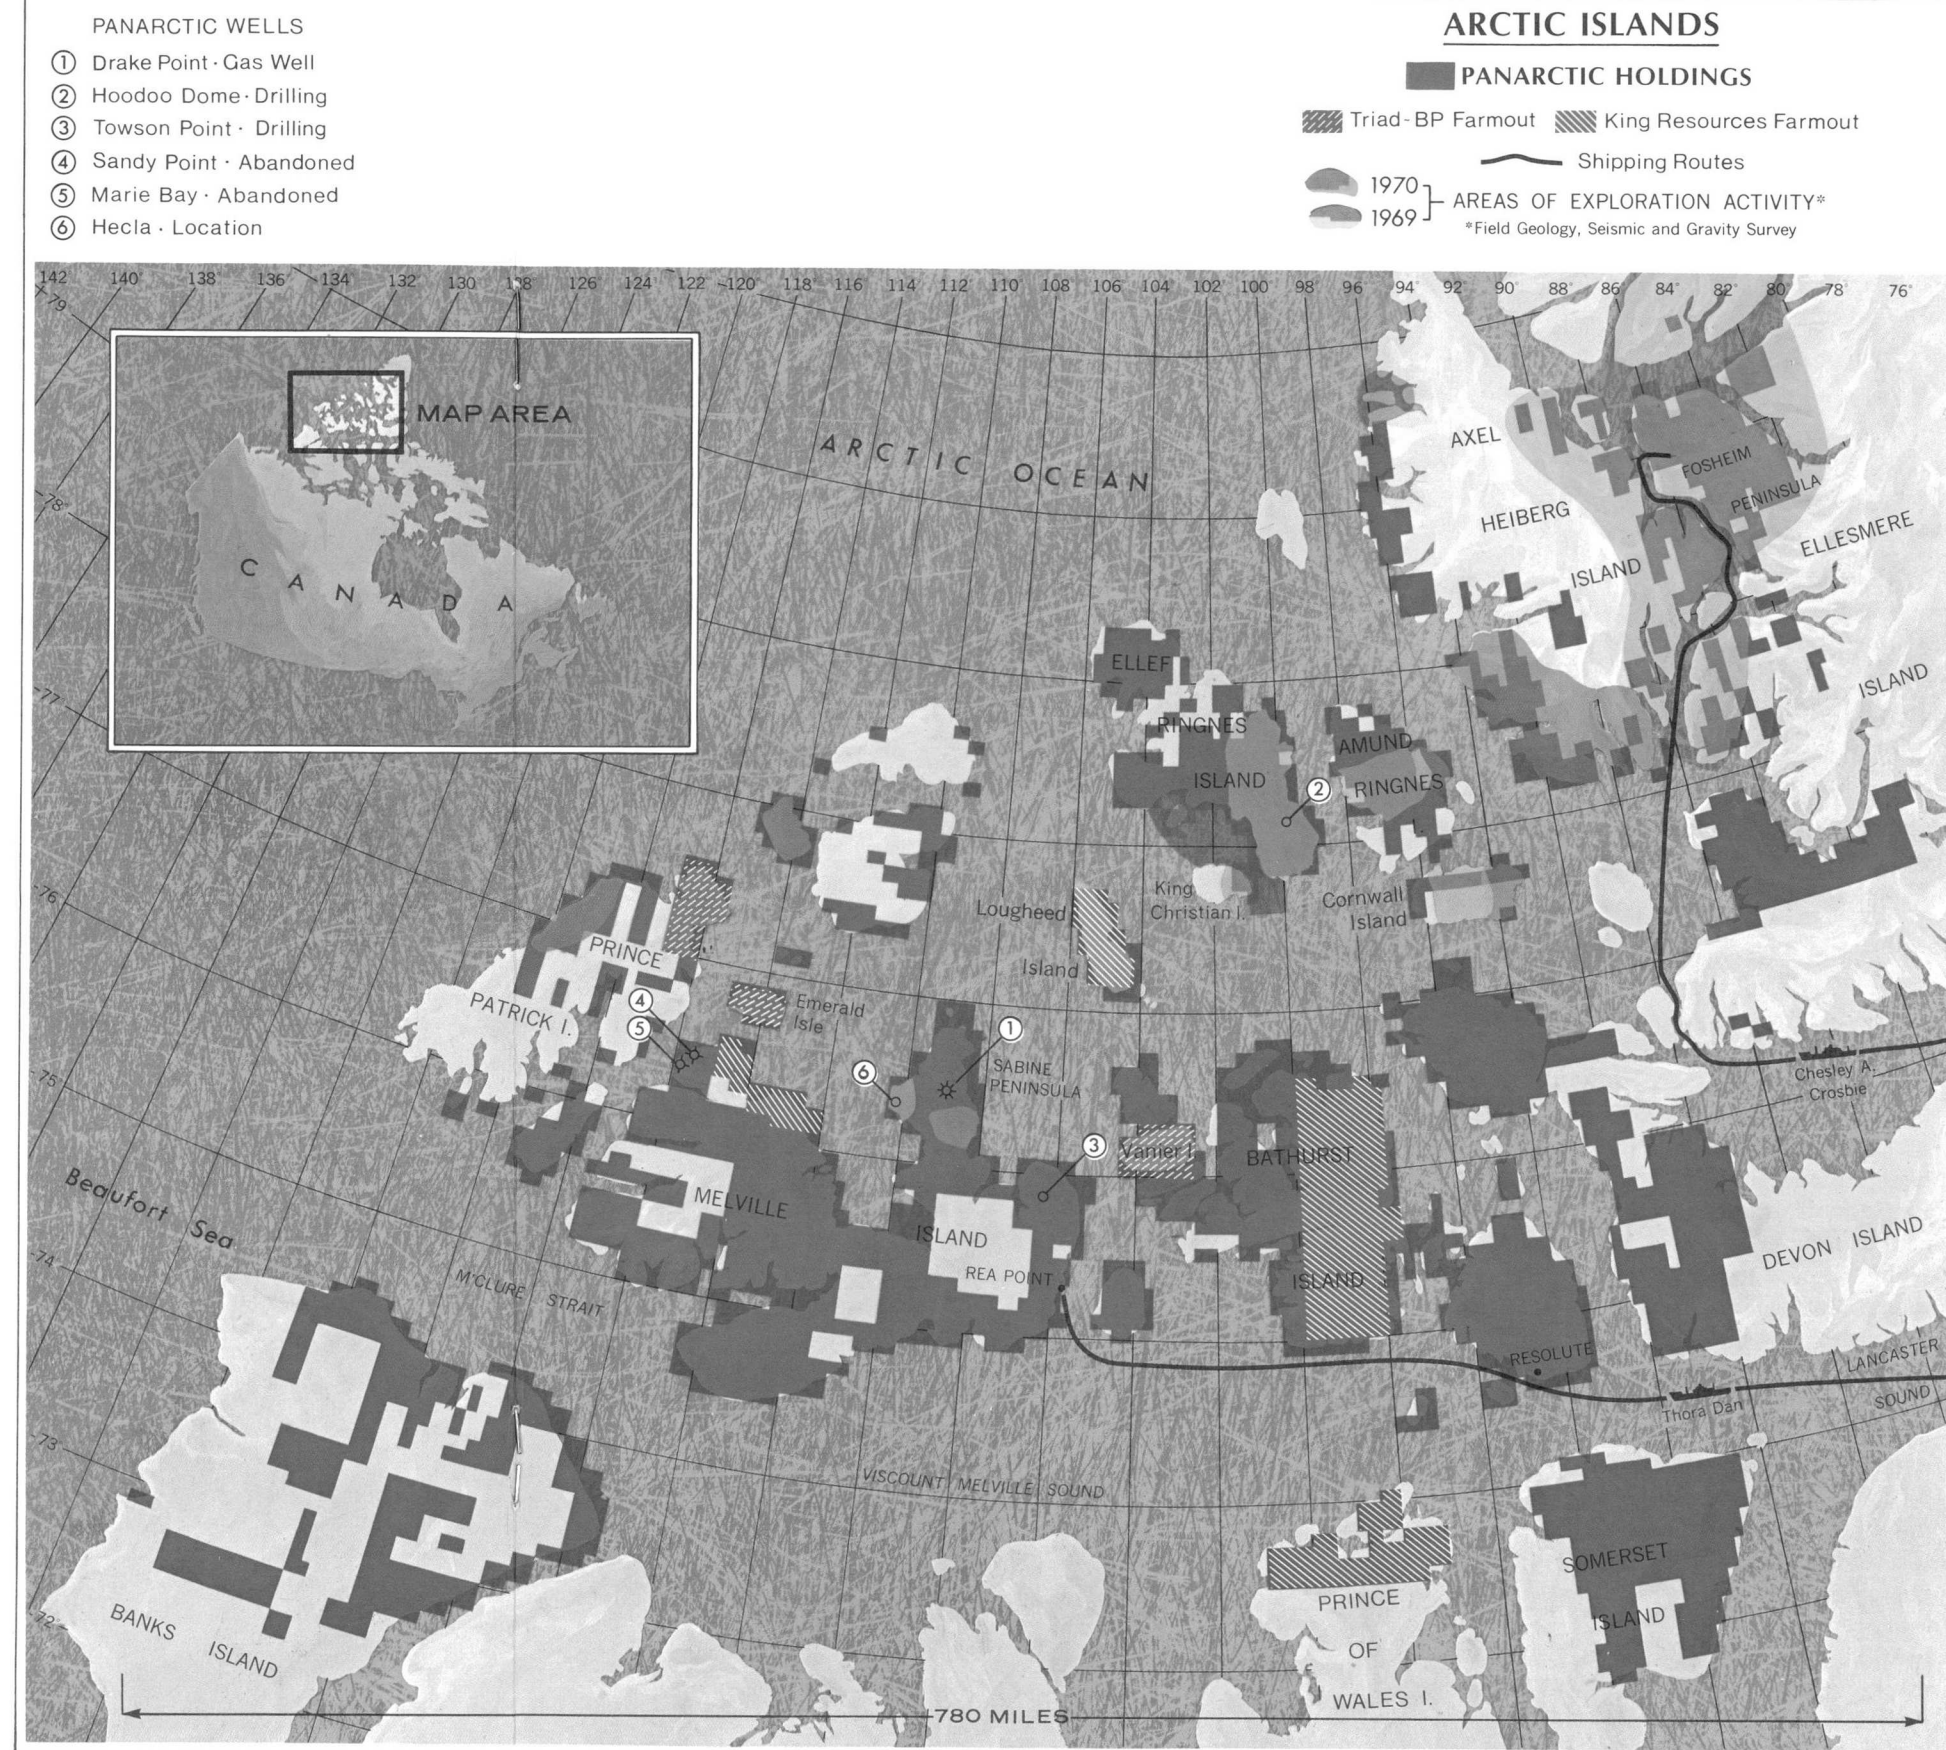 PANARCTIC WELLS
① Drake Point · Gas Well
② Hoodoo Dome · Drilling
③ Towson Point · Drilling
④ Sandy Point · Abandoned
⑤ Marie Bay · Abandoned
⑥ Hecla · Location
ARCTIC ISLANDS
PANARCTIC HOLDINGS
Triad-BP Farmout King Resources Farmout
Shipping Routes
1970
1969
AREAS OF EXPLORATION ACTIVITY*
*Field Geology, Seismic and Gravity Survey
142 140° 138° 136° 134° 132° 130 128 126 124 122 120 118 116 114 112 110 108 106 104 102 100 98 96 94° 92 90° 88° 86° 84° 82° 80° 78° 76°
79
78°
77
76
75
74
73
72
MAP AREA
CANADA
ARCTIC OCEAN
AXEL
HEIBERG
ISLAND
FOSHEIM
PENINSULA
ELLESMERE
ISLAND
ELLEF
RINGNES
ISLAND
②
AMUND
RINGNES
King
Christian I.
Cornwall
Island
Lougheed
Island
PRINCE
PATRICK I.
④
⑤
Emerald
Isle
①
SABINE
PENINSULA
⑥
③
Vanier I.
BATHURST
ISLAND
Chesley A.
Crosbie
MELVILLE
ISLAND
REA POINT
DEVON ISLAND
Beaufort Sea
M'CLURE STRAIT
RESOLUTE
LANCASTER
SOUND
Thora Dan
VISCOUNT MELVILLE SOUND
BANKS
ISLAND
PRINCE
OF
WALES I.
SOMERSET
ISLAND
780 MILES